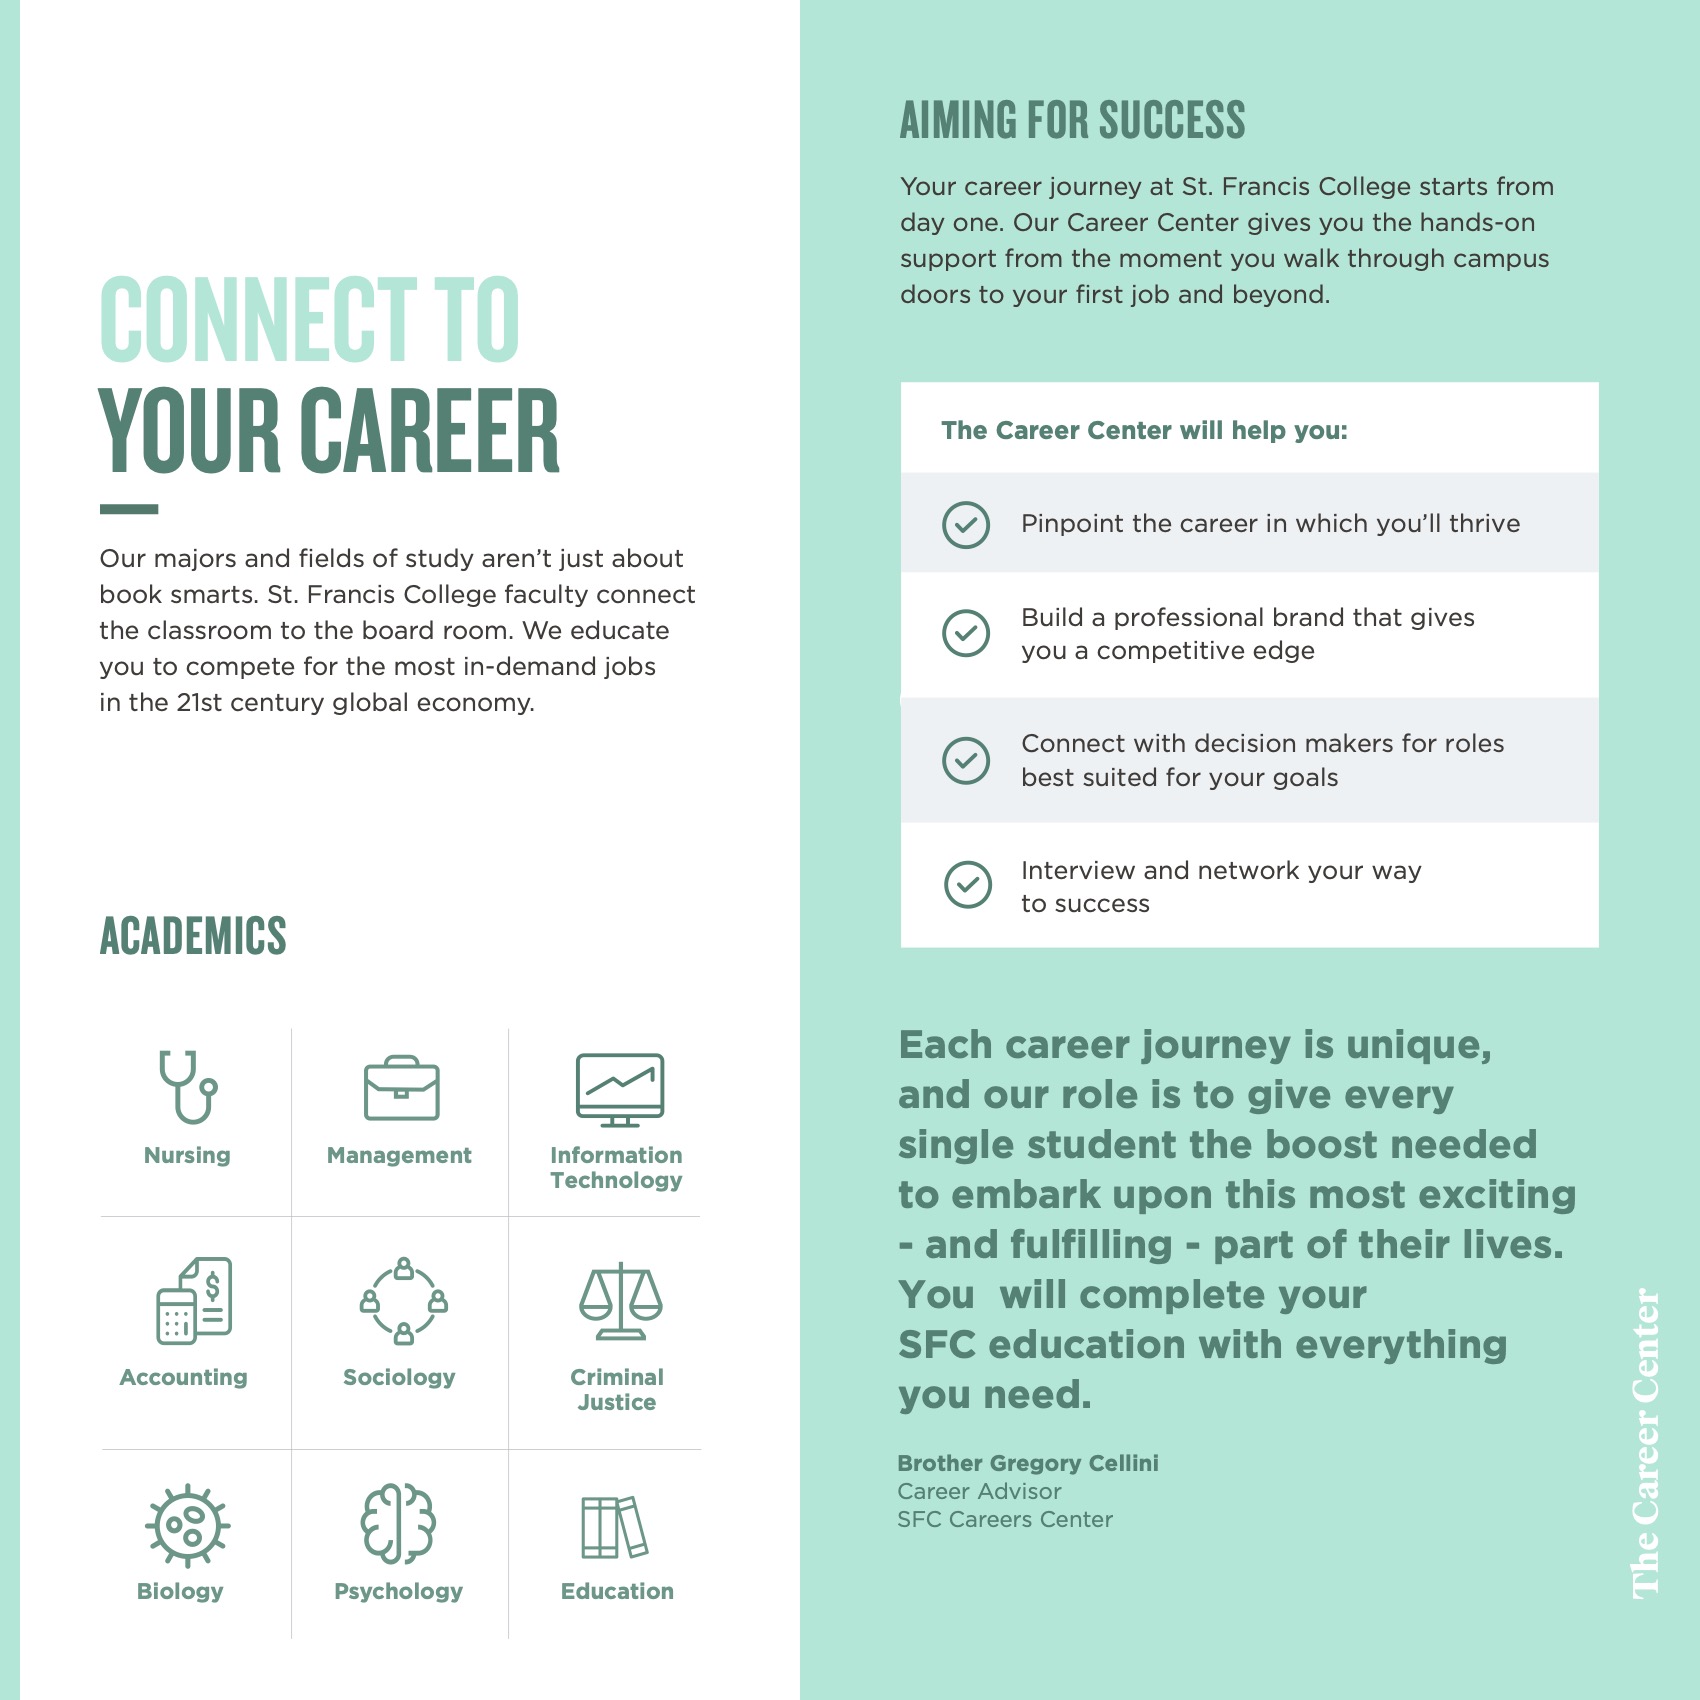 CONNECT TO
YOUR CAREER
Our majors and fields of study aren’t just about
book smarts. St. Francis College faculty connect
the classroom to the board room. We educate
you to compete for the most in-demand jobs
in the 21st century global economy.
ACADEMICS
Nursing
Management
Information
Technology
Accounting
Sociology
Criminal
Justice
Biology
Psychology
Education
AIMING FOR SUCCESS
Your career journey at St. Francis College starts from
day one. Our Career Center gives you the hands-on
support from the moment you walk through campus
doors to your first job and beyond.
The Career Center will help you:
Pinpoint the career in which you’ll thrive
Build a professional brand that gives
you a competitive edge
Connect with decision makers for roles
best suited for your goals
Interview and network your way
to success
Each career journey is unique,
and our role is to give every
single student the boost needed
to embark upon this most exciting
- and fulfilling - part of their lives.
You  will complete your
SFC education with everything
you need.
Brother Gregory Cellini
Career Advisor
SFC Careers Center
The Career Center